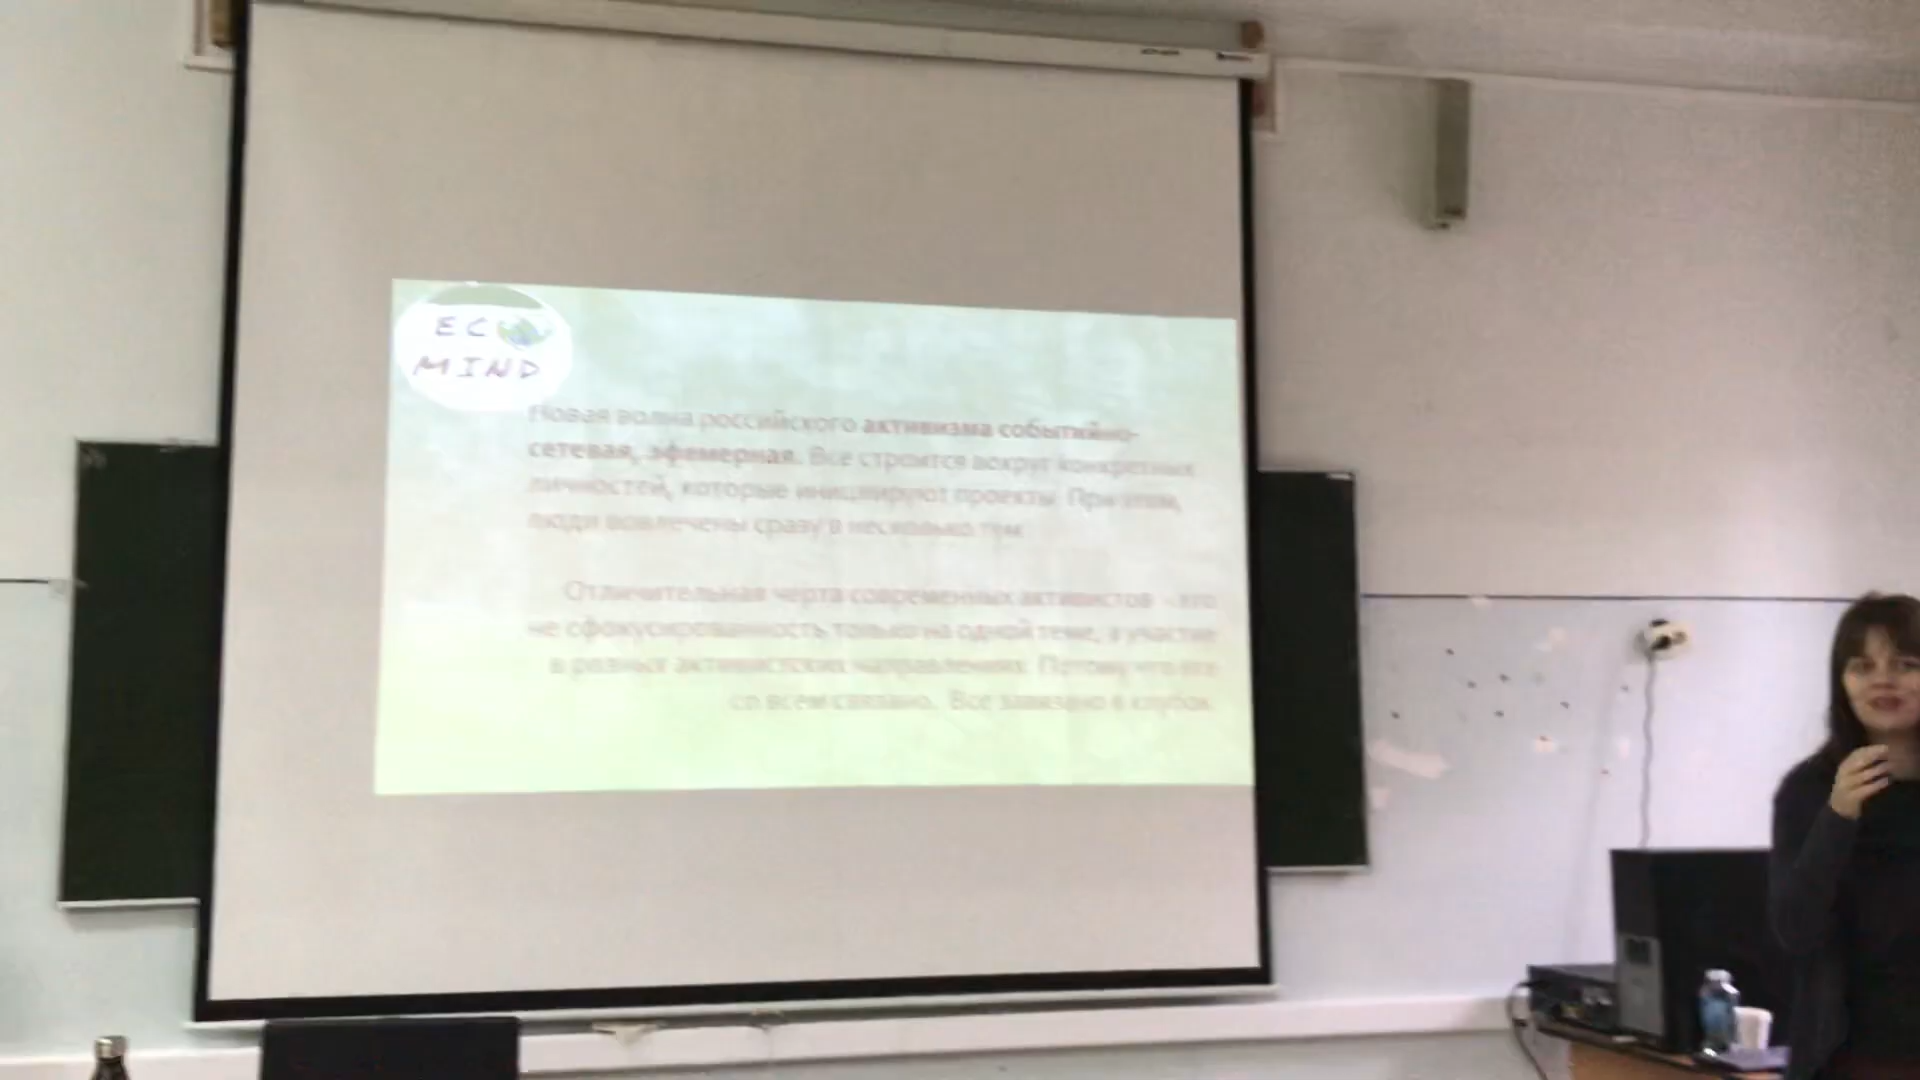 ECO
MIND
Новая волна российского активизма событийно-
сетевая, эфемерная. Все строится вокруг конкретных
личностей, которые инициируют проекты. При этом,
люди вовлечены сразу в несколько тем.
Отличительная черта современных активистов - это
не сфокусированность только на одной теме, а участие
в разных активистских направлениях. Потому что все
со всем связано. Все завязано в клубок.